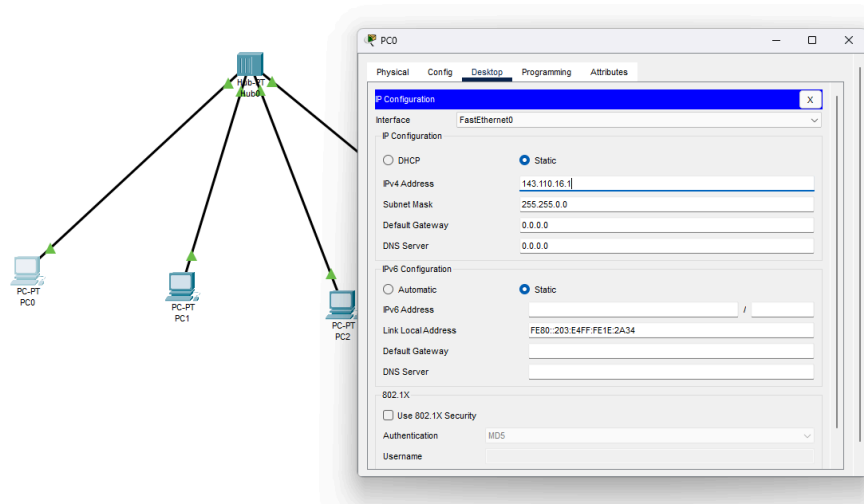 Hub-PT
Hub0
PC-PT
PC0
PC-PT
PC1
PC-PT
PC2
PC0
Physical Config Desktop Programming Attributes
IP Configuration X
Interface FastEthernet0
IP Configuration
DHCP Static
IPv4 Address 143.110.16.1
Subnet Mask 255.255.0.0
Default Gateway 0.0.0.0
DNS Server 0.0.0.0
IPv6 Configuration
Automatic Static
IPv6 Address /
Link Local Address FE80::203:E4FF:FE1E:2A34
Default Gateway
DNS Server
802.1X
Use 802.1X Security
Authentication MD5
Username